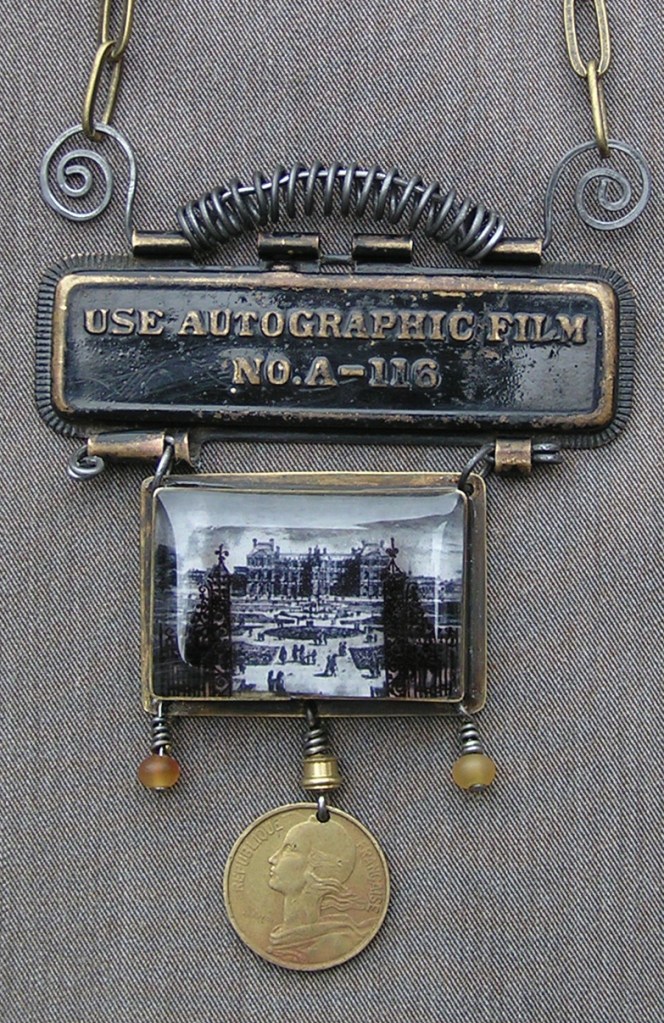 USE AUTOGRAPHIC FILM
NO.A-116
REPUBLIQUE FRANÇAISE